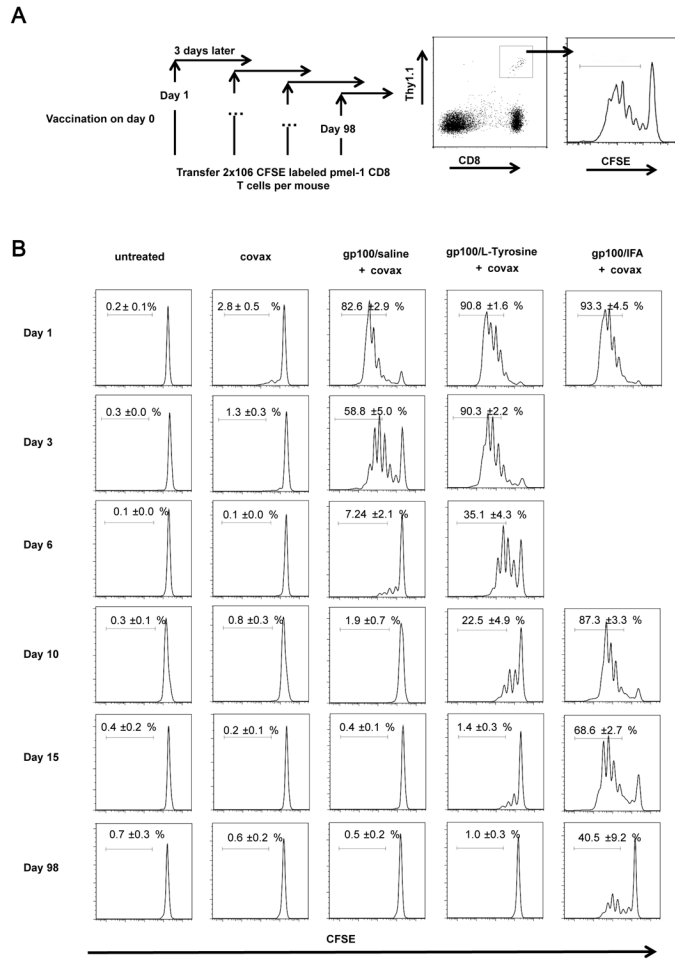 A
3 days later
Day 1
...
...
Vaccination on day 0
Day 98
Transfer 2x106 CFSE labeled pmel-1 CD8
T cells per mouse
Thy1.1
CD8
CFSE
B
untreated
covax
gp100/saline
+ covax
gp100/L-Tyrosine
+ covax
gp100/IFA
+ covax
Day 1
0.2± 0.1%
2.8 ± 0.5 %
82.6 ±2.9 %
90.8 ±1.6 %
93.3 ±4.5 %
Day 3
0.3 ±0.0 %
1.3 ±0.3 %
58.8 ±5.0 %
90.3 ±2.2 %
Day 6
0.1 ±0.0 %
0.1 ±0.0 %
7.24 ±2.1 %
35.1 ±4.3 %
Day 10
0.3 ±0.1 %
0.8 ±0.3 %
1.9 ±0.7 %
22.5 ±4.9 %
87.3 ±3.3 %
Day 15
0.4 ±0.2 %
0.2 ±0.1 %
0.4 ±0.1 %
1.4 ±0.3 %
68.6 ±2.7 %
Day 98
0.7 ±0.3 %
0.6 ±0.2 %
0.5 ±0.2 %
1.0 ±0.3 %
40.5 ±9.2 %
CFSE